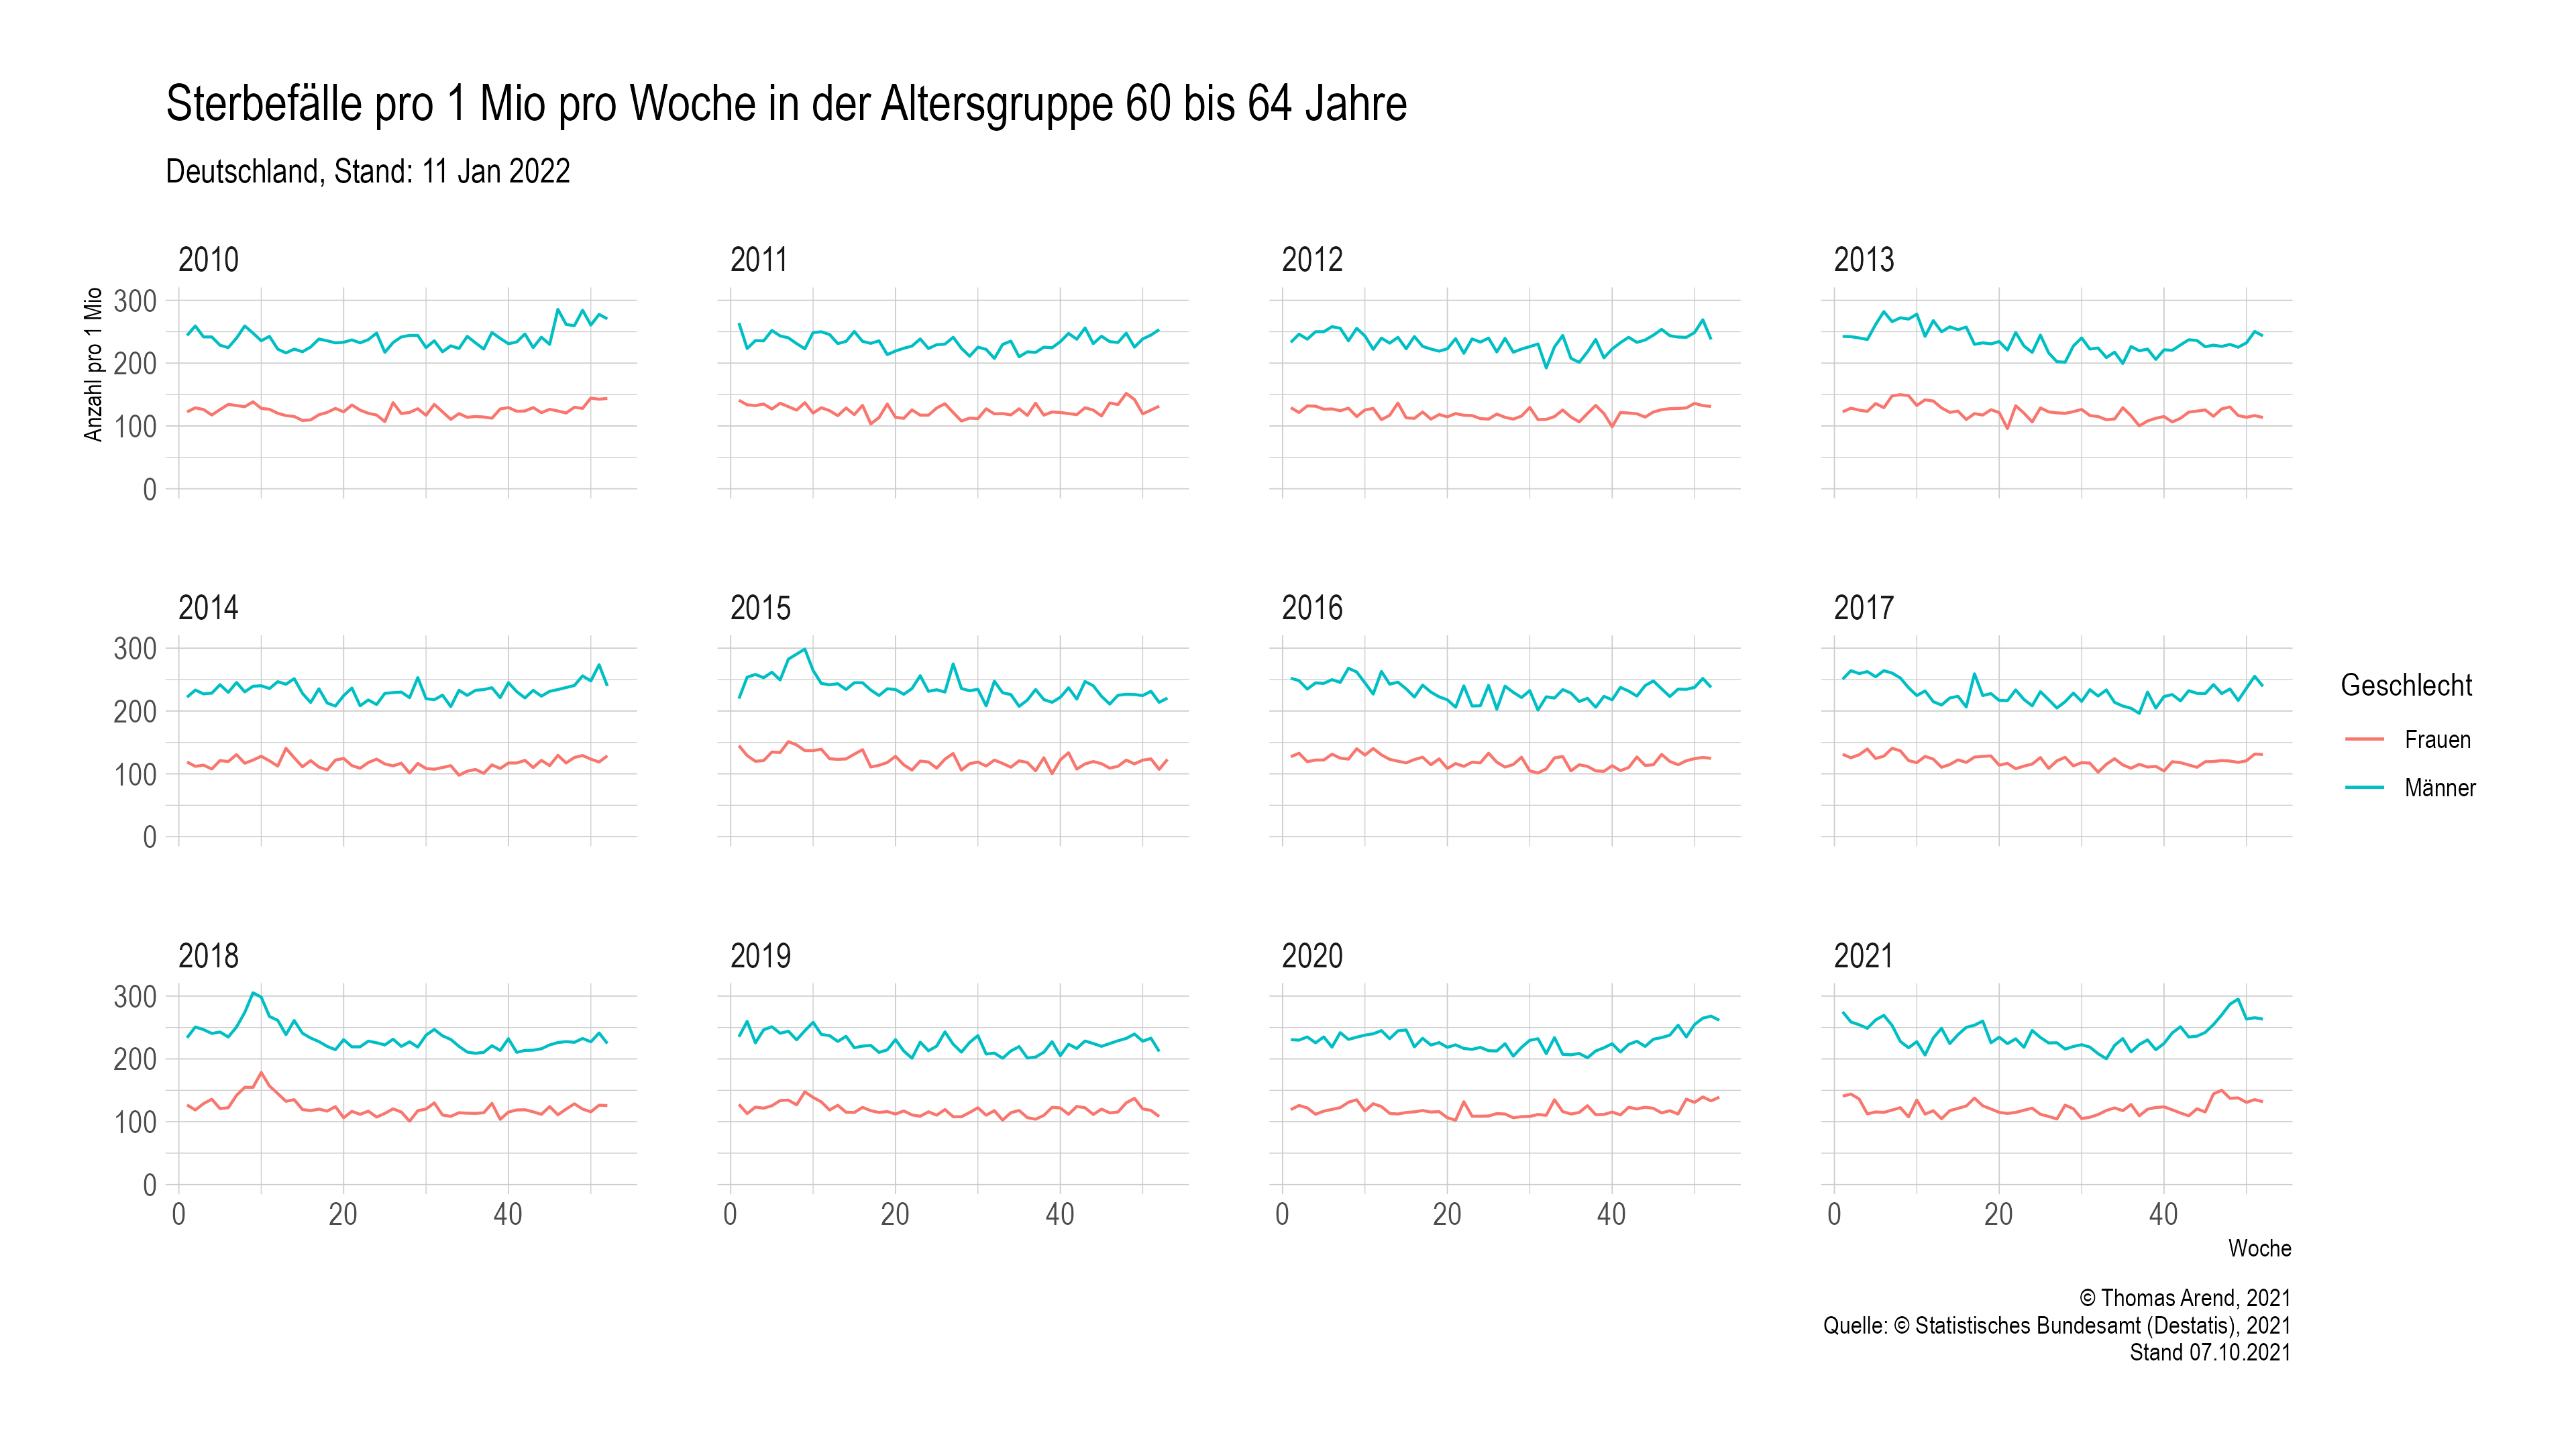 Sterbefälle pro 1 Mio pro Woche in der Altersgruppe 60 bis 64 Jahre
Deutschland, Stand: 11 Jan 2022
2010
2011
2012
2013
Anzahl pro 1 Mio
300
200
100
0
2014
2015
2016
2017
300
200
100
0
Geschlecht
Frauen
Männer
2018
2019
2020
2021
300
200
100
0
0 20 40
0 20 40
0 20 40
0 20 40
Woche
© Thomas Arend, 2021
Quelle: © Statistisches Bundesamt (Destatis), 2021
Stand 07.10.2021